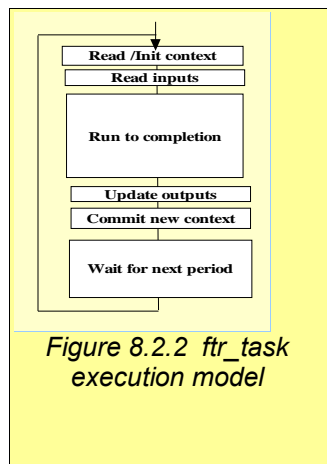 Read /Init context
Read inputs
Run to completion
Update outputs
Commit new context
Wait for next period
Figure 8.2.2 ftr_task
execution model